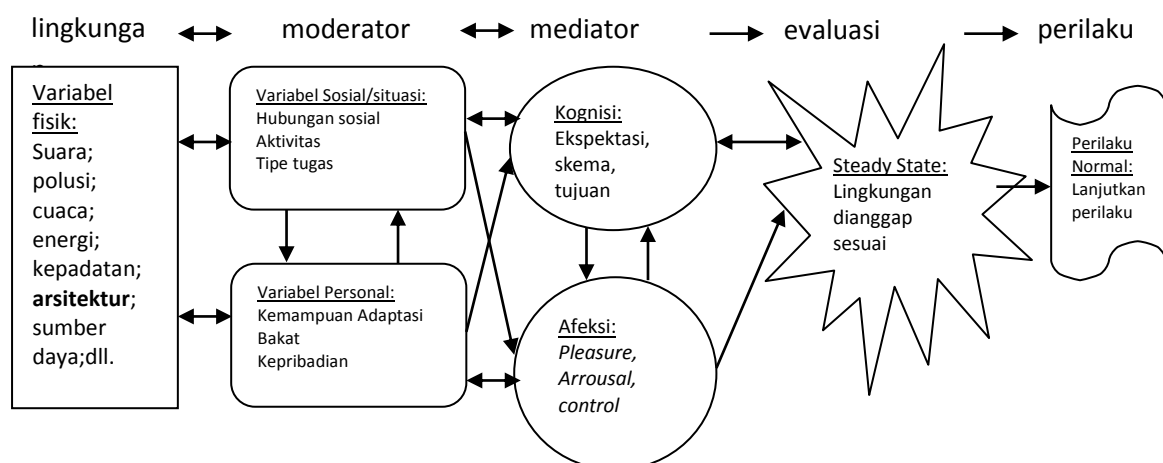 lingkunga
moderator
mediator
evaluasi
perilaku
Variabel
fisik:
Suara;
polusi;
cuaca;
energi;
kepadatan;
arsitektur;
sumber
daya;dll.
Variabel Sosial/situasi:
Hubungan sosial
Aktivitas
Tipe tugas
Variabel Personal:
Kemampuan Adaptasi
Bakat
Kepribadian
Kognisi:
Ekspektasi,
skema,
tujuan
Afeksi:
Pleasure,
Arrousal,
control
Steady State:
Lingkungan
dianggap
sesuai
Perilaku
Normal:
Lanjutkan
perilaku